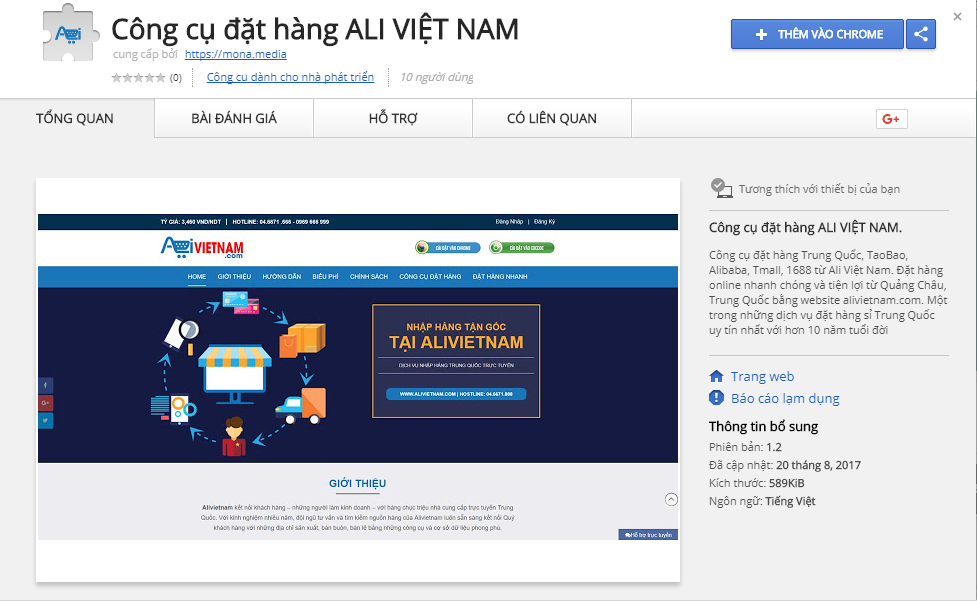 Ali
Công cụ đặt hàng ALI VIỆT NAM
cung cấp bởi https://mona.media
(0) Công cụ dành cho nhà phát triển 10 người dùng
THÊM VÀO CHROME
TỔNG QUAN BÀI ĐÁNH GIÁ HỖ TRỢ CÓ LIÊN QUAN
G+
TỶ GIÁ: 3,460 VND/NDT | HOTLINE: 04.6671 .666 - 0969 666 999 Đăng Nhập | Đăng Ký
AliVIETNAM
.com
CÀI ĐẶT VÀO CHROME CÀI ĐẶT VÀO COCCOC
HOME GIỚI THIỆU HƯỚNG DẪN BIỂU PHÍ CHÍNH SÁCH CÔNG CỤ ĐẶT HÀNG ĐẶT HÀNG NHANH
NHẬP HÀNG TẬN GỐC
TẠI ALIVIETNAM
DỊCH VỤ NHẬP HÀNG TRUNG QUỐC TRỰC TUYẾN
WWW.ALIVIETNAM.COM | HOSTLINE: 04.6671.888
f
G+
GIỚI THIỆU
Alivietnam kết nối khách hàng – những người làm kinh doanh – với hàng chục triệu nhà cung cấp trực tuyến Trung
Quốc. Với kinh nghiệm nhiều năm, đội ngũ tư vấn và tìm kiếm nguồn hàng của Alivietnam luôn sẵn sàng kết nối Quý
khách hàng với những địa chỉ sản xuất, bán buôn, bán lẻ bằng những công cụ và cơ sở dữ liệu phong phú.
Hỗ trợ trực tuyến
Tương thích với thiết bị của bạn
Công cụ đặt hàng ALI VIỆT NAM.
Công cụ đặt hàng Trung Quốc, TaoBao,
Alibaba, Tmall, 1688 từ Ali Việt Nam. Đặt hàng
online nhanh chóng và tiện lợi từ Quảng Châu,
Trung Quốc bằng website alivietnam.com. Một
trong những dịch vụ đặt hàng sỉ Trung Quốc
uy tín nhất với hơn 10 năm tuổi đời
Trang web
Báo cáo lạm dụng
Thông tin bổ sung
Phiên bản: 1.2
Đã cập nhật: 20 tháng 8, 2017
Kích thước: 589KiB
Ngôn ngữ: Tiếng Việt